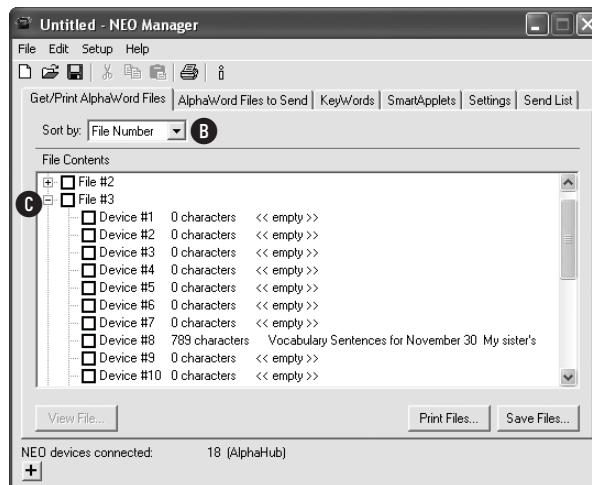 Untitled - NEO Manager
File Edit Setup Help
Get/Print AlphaWord Files AlphaWord Files to Send KeyWords SmartApplets Settings Send List
Sort by: File Number B
File Contents
File #2
C File #3
Device #1 0 characters << empty >>
Device #2 0 characters << empty >>
Device #3 0 characters << empty >>
Device #4 0 characters << empty >>
Device #5 0 characters << empty >>
Device #6 0 characters << empty >>
Device #7 0 characters << empty >>
Device #8 789 characters Vocabulary Sentences for November 30 My sister's
Device #9 0 characters << empty >>
Device #10 0 characters << empty >>
View File... Print Files... Save Files...
NEO devices connected: 18 (AlphaHub)